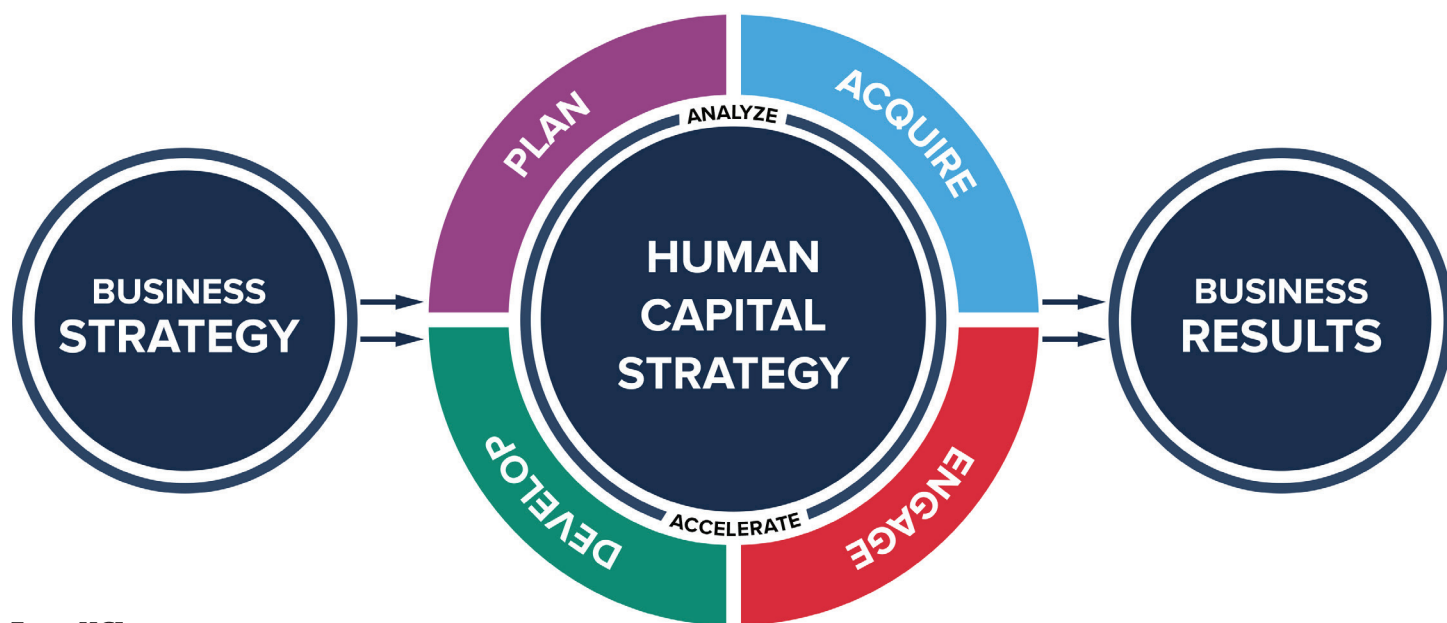 BUSINESS
STRATEGY
PLAN
ACQUIRE
ANALYZE
HUMAN
CAPITAL
STRATEGY
ACCELERATE
DEVELOP
ENGAGE
BUSINESS
RESULTS